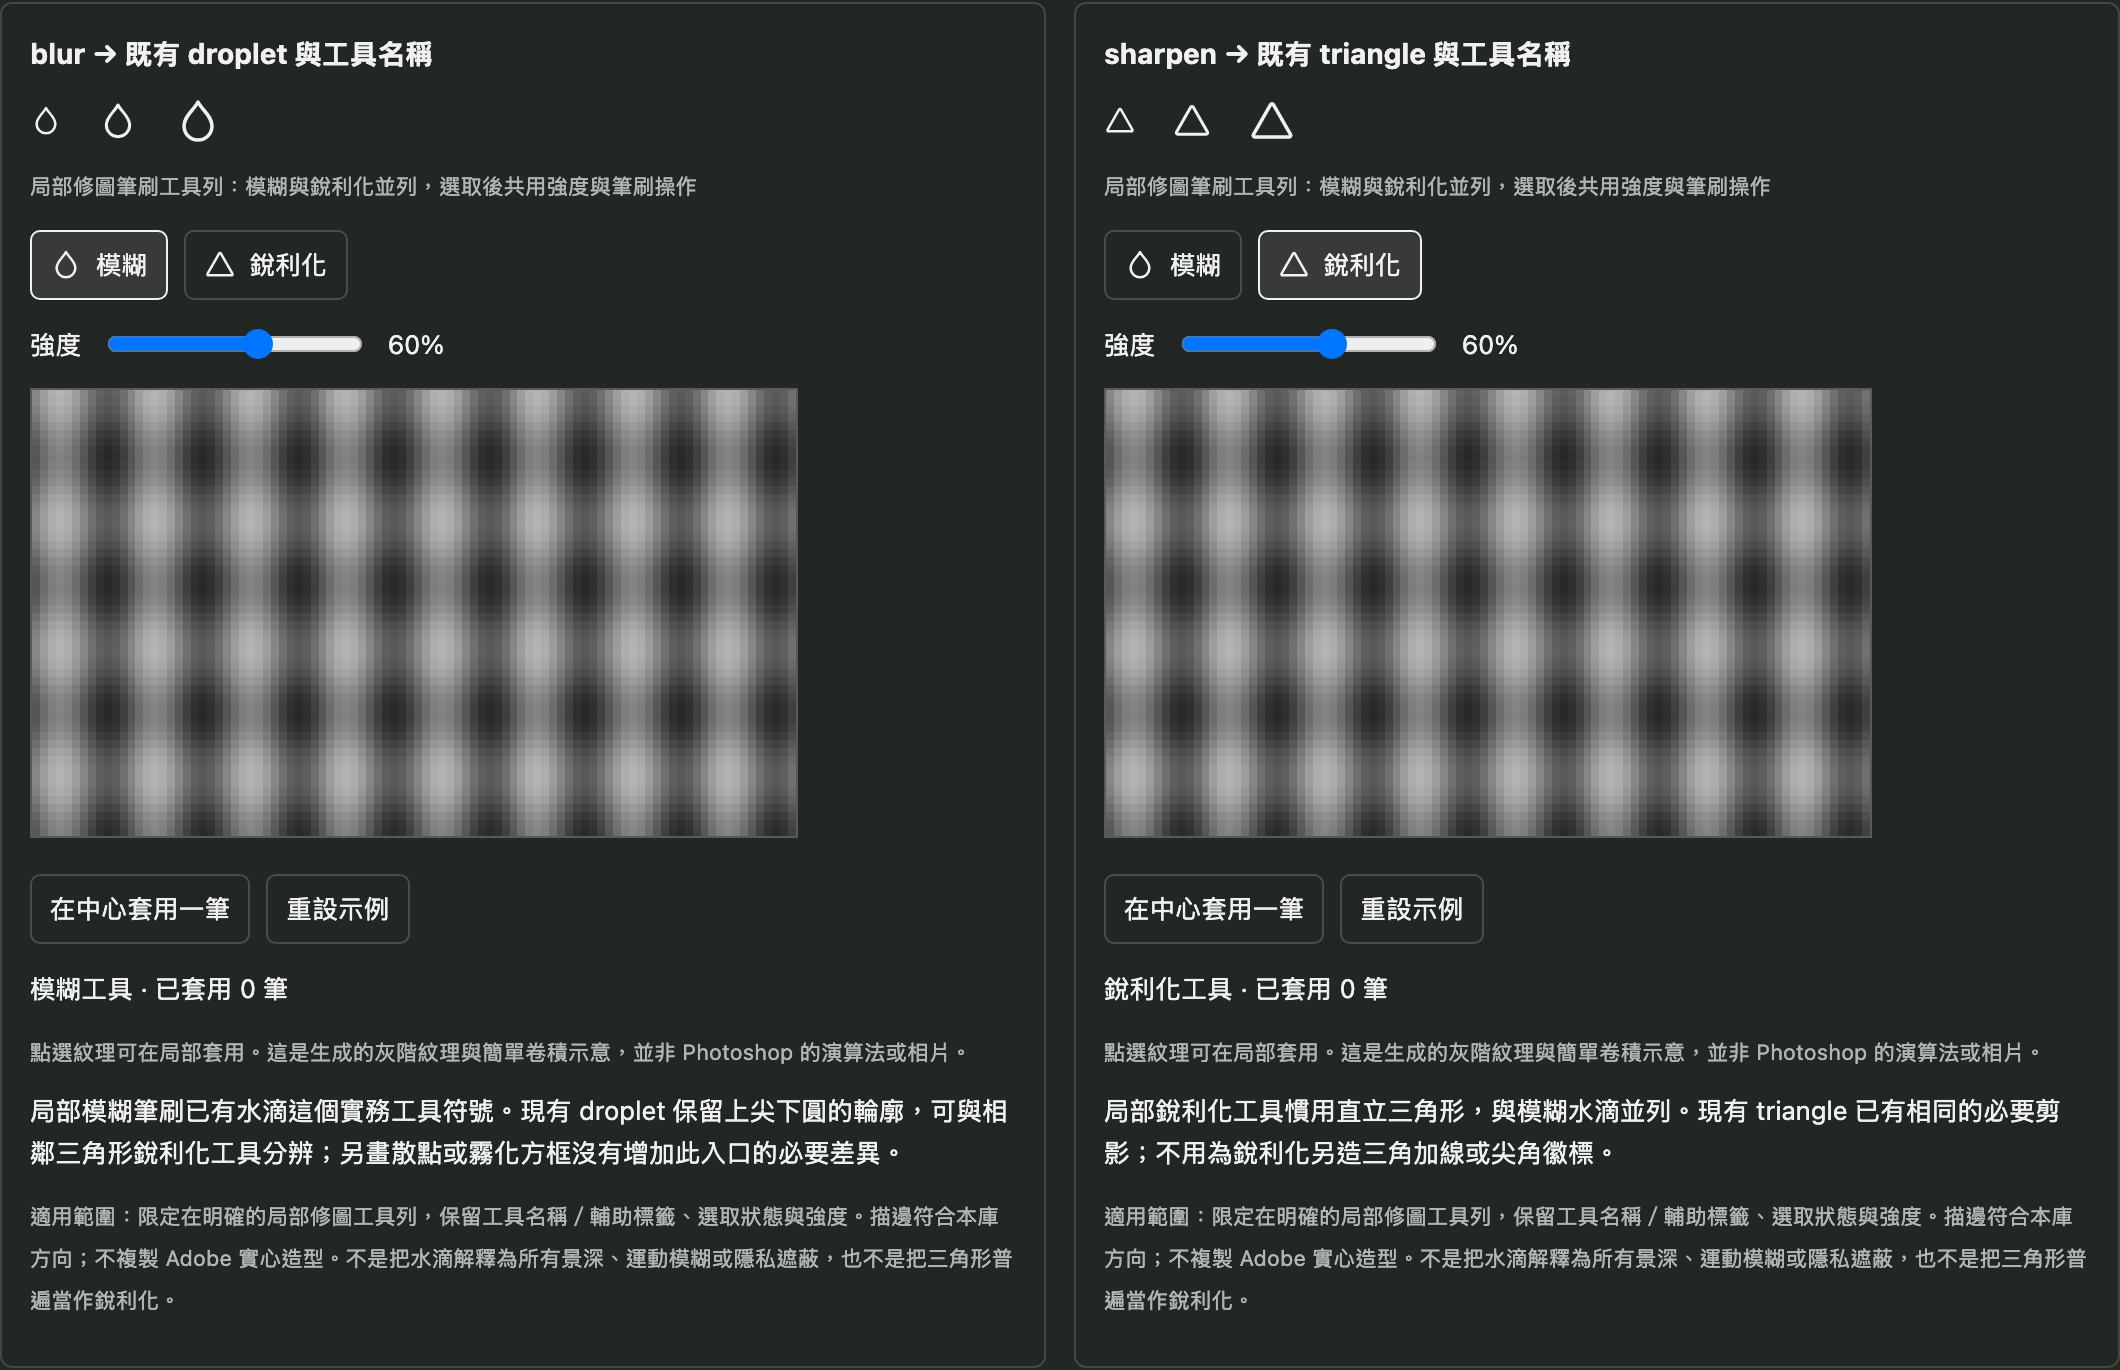 blur → 既有 droplet 與工具名稱
局部修圖筆刷工具列：模糊與銳利化並列，選取後共用強度與筆刷操作
模糊
銳利化
強度
60%
在中心套用一筆
重設示例
模糊工具 · 已套用 0 筆
點選紋理可在局部套用。這是生成的灰階紋理與簡單卷積示意，並非 Photoshop 的演算法或相片。
局部模糊筆刷已有水滴這個實務工具符號。現有 droplet 保留上尖下圓的輪廓，可與相
鄰三角形銳利化工具分辨；另畫散點或霧化方框沒有增加此入口的必要差異。
適用範圍：限定在明確的局部修圖工具列，保留工具名稱 / 輔助標籤、選取狀態與強度。描邊符合本庫
方向；不複製 Adobe 實心造型。不是把水滴解釋為所有景深、運動模糊或隱私遮蔽，也不是把三角形普
遍當作銳利化。
sharpen → 既有 triangle 與工具名稱
局部修圖筆刷工具列：模糊與銳利化並列，選取後共用強度與筆刷操作
模糊
銳利化
強度
60%
在中心套用一筆
重設示例
銳利化工具 · 已套用 0 筆
點選紋理可在局部套用。這是生成的灰階紋理與簡單卷積示意，並非 Photoshop 的演算法或相片。
局部銳利化工具慣用直立三角形，與模糊水滴並列。現有 triangle 已有相同的必要剪
影；不用為銳利化另造三角加線或尖角徽標。
適用範圍：限定在明確的局部修圖工具列，保留工具名稱 / 輔助標籤、選取狀態與強度。描邊符合本庫
方向；不複製 Adobe 實心造型。不是把水滴解釋為所有景深、運動模糊或隱私遮蔽，也不是把三角形普
遍當作銳利化。